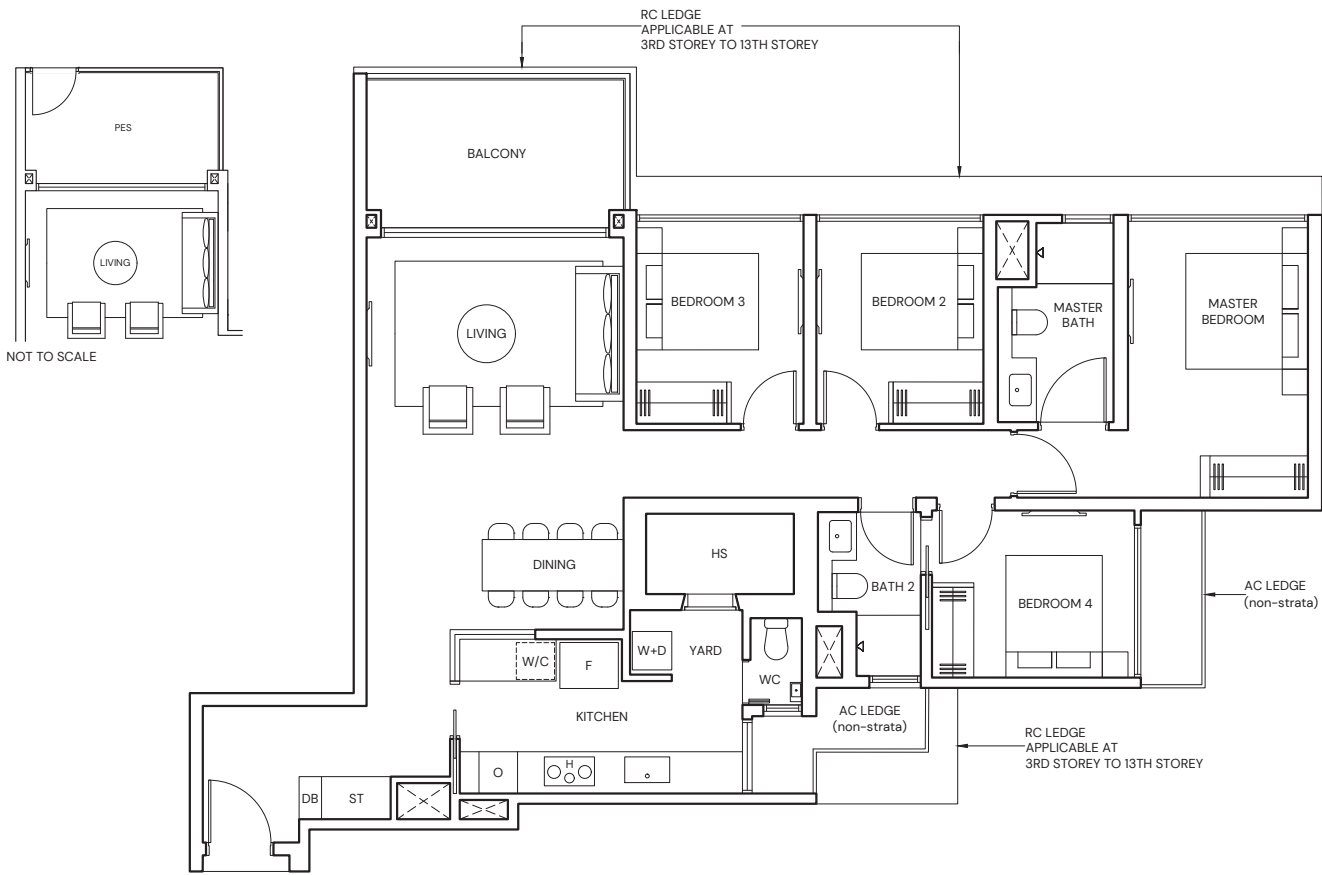 RC LEDGE
APPLICABLE AT
3RD STOREY TO 13TH STOREY
PES
BALCONY
LIVING
NOT TO SCALE
LIVING
BEDROOM 3
BEDROOM 2
MASTER
BATH
MASTER
BEDROOM
DINING
HS
BATH 2
BEDROOM 4
AC LEDGE
(non-strata)
W/C
F
W+D
YARD
WC
KITCHEN
AC LEDGE
(non-strata)
RC LEDGE
APPLICABLE AT
3RD STOREY TO 13TH STOREY
O
H
DB
ST